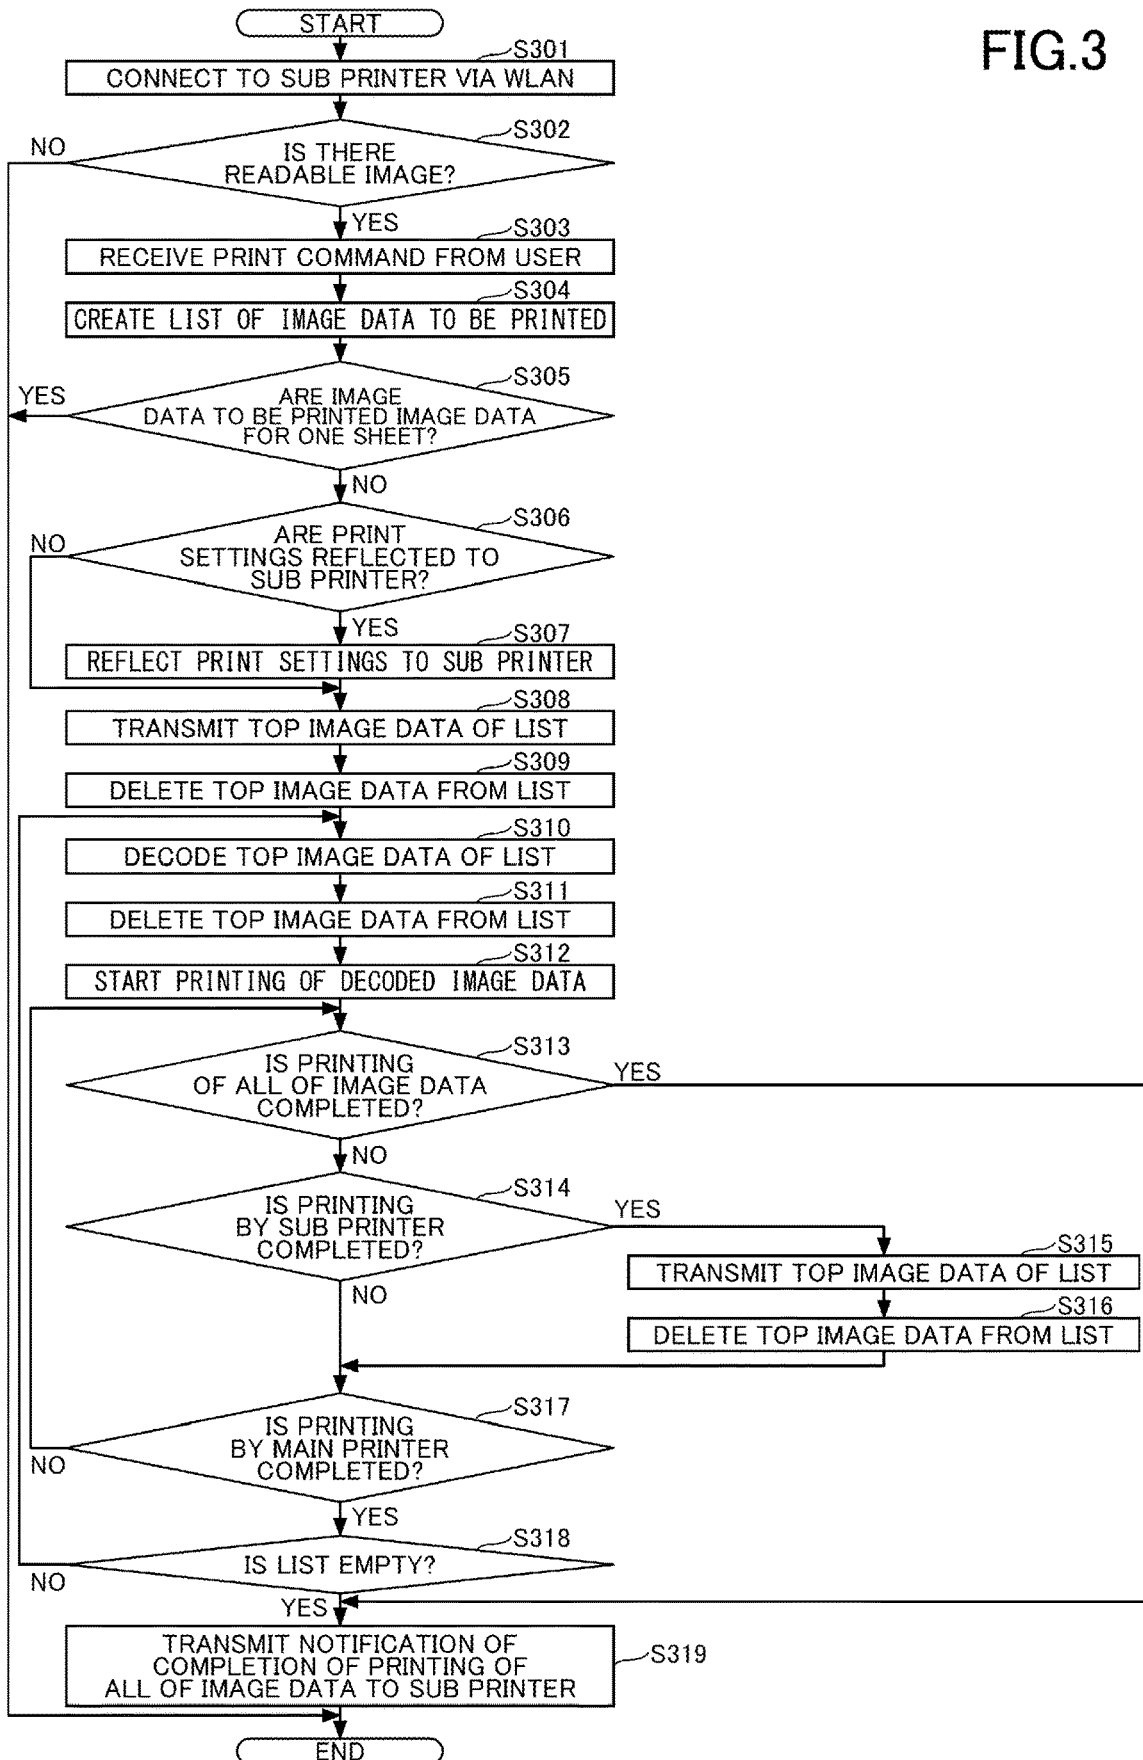 FIG.3
START
S301
CONNECT TO SUB PRINTER VIA WLAN
S302
NO
IS THERE
READABLE IMAGE?
YES
S303
RECEIVE PRINT COMMAND FROM USER
S304
CREATE LIST OF IMAGE DATA TO BE PRINTED
S305
YES
ARE IMAGE
DATA TO BE PRINTED IMAGE DATA
FOR ONE SHEET?
NO
S306
NO
ARE PRINT
SETTINGS REFLECTED TO
SUB PRINTER?
YES
S307
REFLECT PRINT SETTINGS TO SUB PRINTER
S308
TRANSMIT TOP IMAGE DATA OF LIST
S309
DELETE TOP IMAGE DATA FROM LIST
S310
DECODE TOP IMAGE DATA OF LIST
S311
DELETE TOP IMAGE DATA FROM LIST
S312
START PRINTING OF DECODED IMAGE DATA
S313
IS PRINTING
OF ALL OF IMAGE DATA
COMPLETED?
YES
NO
S314
IS PRINTING
BY SUB PRINTER
COMPLETED?
YES
S315
TRANSMIT TOP IMAGE DATA OF LIST
NO
S316
DELETE TOP IMAGE DATA FROM LIST
S317
IS PRINTING
BY MAIN PRINTER
COMPLETED?
NO
YES
S318
IS LIST EMPTY?
NO
YES
TRANSMIT NOTIFICATION OF
COMPLETION OF PRINTING OF
ALL OF IMAGE DATA TO SUB PRINTER
S319
END